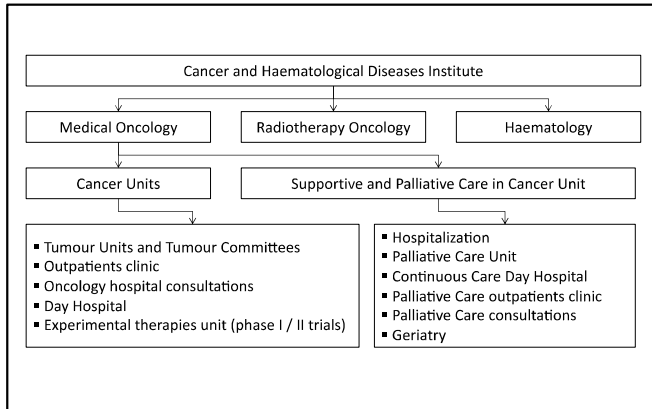 Cancer and Haematological Diseases Institute
Medical Oncology
Radiotherapy Oncology
Haematology
Cancer Units
Supportive and Palliative Care in Cancer Unit
▪ Tumour Units and Tumour Committees
▪ Outpatients clinic
▪ Oncology hospital consultations
▪ Day Hospital
▪ Experimental therapies unit (phase I / II trials)
▪ Hospitalization
▪ Palliative Care Unit
▪ Continuous Care Day Hospital
▪ Palliative Care outpatients clinic
▪ Palliative Care consultations
▪ Geriatry